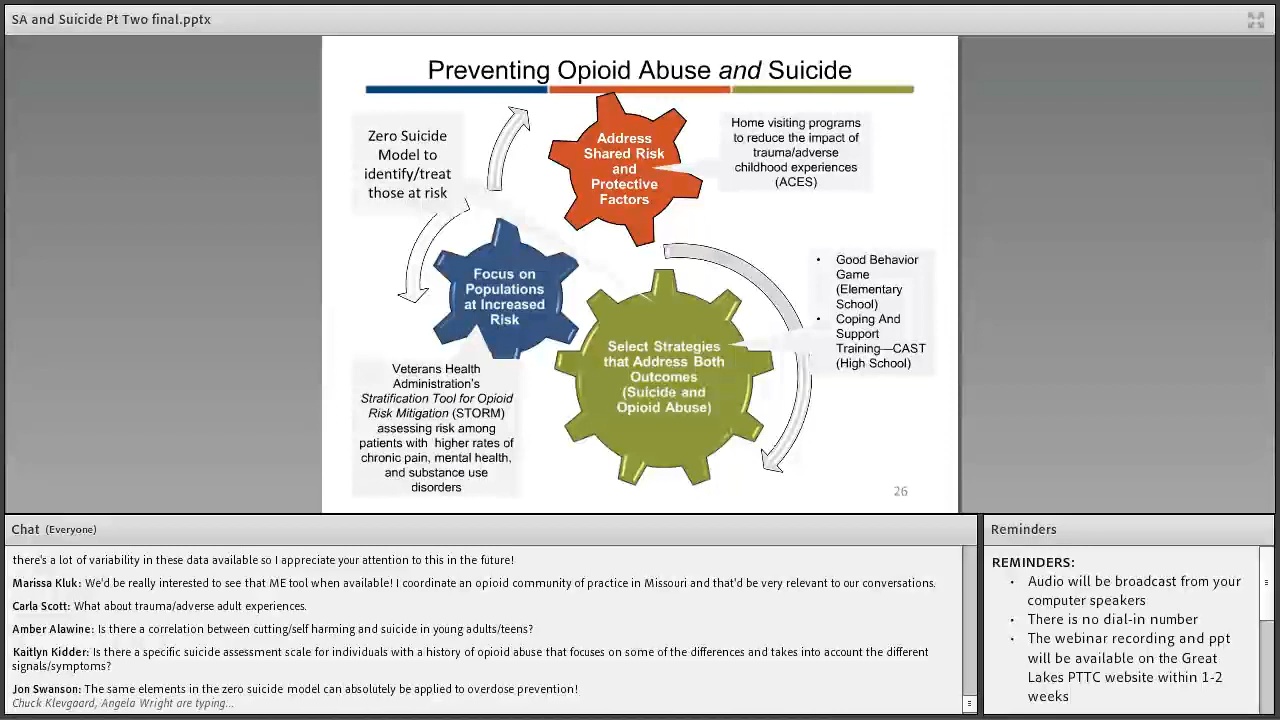 SA and Suicide Pt Two final.pptx
Preventing Opioid Abuse and Suicide
Zero Suicide
Model to
identify/treat
those at risk
Address
Shared Risk
and
Protective
Factors
Home visiting programs
to reduce the impact of
trauma/adverse
childhood experiences
(ACES)
Focus on
Populations
at Increased
Risk
Select Strategies
that Address Both
Outcomes
(Suicide and
Opioid Abuse)
• Good Behavior
Game
(Elementary
School)
• Coping And
Support
Training—CAST
(High School)
Veterans Health
Administration's
Stratification Tool for Opioid
Risk Mitigation (STORM)
assessing risk among
patients with higher rates of
chronic pain, mental health,
and substance use
disorders
26
Chat (Everyone)
there's a lot of variability in these data available so I appreciate your attention to this in the future!
Marissa Kluk: We'd be really interested to see that ME tool when available! I coordinate an opioid community of practice in Missouri and that'd be very relevant to our conversations.
Carla Scott: What about trauma/adverse adult experiences.
Amber Alawine: Is there a correlation between cutting/self harming and suicide in young adults/teens?
Kaitlyn Kidder: Is there a specific suicide assessment scale for individuals with a history of opioid abuse that focuses on some of the differences and takes into account the different
signals/symptoms?
Jon Swanson: The same elements in the zero suicide model can absolutely be applied to overdose prevention!
Chuck Klevgaard, Angela Wright are typing...
Reminders
REMINDERS:
• Audio will be broadcast from your
computer speakers
• There is no dial-in number
• The webinar recording and ppt
will be available on the Great
Lakes PTTC website within 1-2
weeks